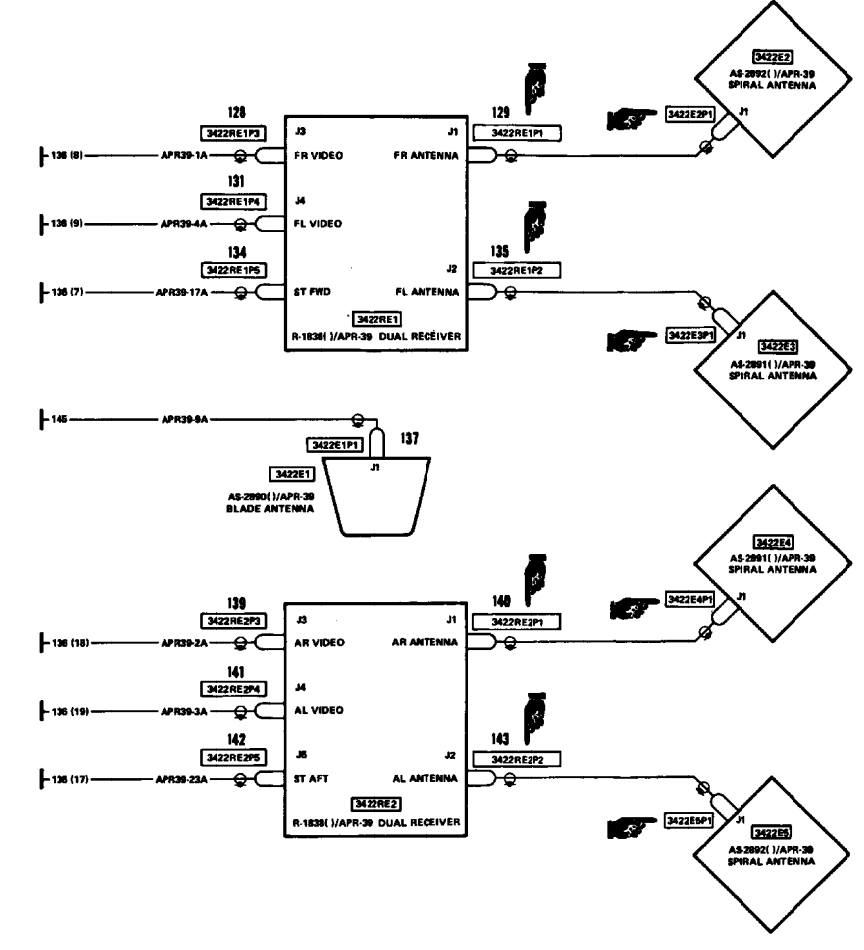 3422E2
AS-2892( )/APR-39
SPIRAL ANTENNA
3422E2P1
J1
128
3422RE1P3
J3
J1
129
3422RE1P1
136 (8)
APR39-1A
FR VIDEO
FR ANTENNA
131
3422RE1P4
J4
136 (9)
APR39-4A
FL VIDEO
134
3422RE1P5
J2
135
3422RE1P2
136 (7)
APR39-17A
ST FWD
FL ANTENNA
3422RE1
R-1838( )/APR-39 DUAL RECEIVER
3422E3P1
J1
3422E3
AS-2891( )/APR-39
SPIRAL ANTENNA
145
APR39-9A
3422E1P1
137
J1
3422E1
AS-2890( )/APR-39
BLADE ANTENNA
3422E4
AS-2891( )/APR-39
SPIRAL ANTENNA
3422E4P1
J1
139
3422RE2P3
J3
J1
140
3422RE2P1
136 (18)
APR39-2A
AR VIDEO
AR ANTENNA
141
3422RE2P4
J4
136 (19)
APR39-3A
AL VIDEO
142
3422RE2P5
J5
J2
143
3422RE2P2
136 (17)
APR39-23A
ST AFT
AL ANTENNA
3422RE2
R-1838( )/APR-39 DUAL RECEIVER
3422E5P1
J1
3422E5
AS-2892( )/APR-39
SPIRAL ANTENNA